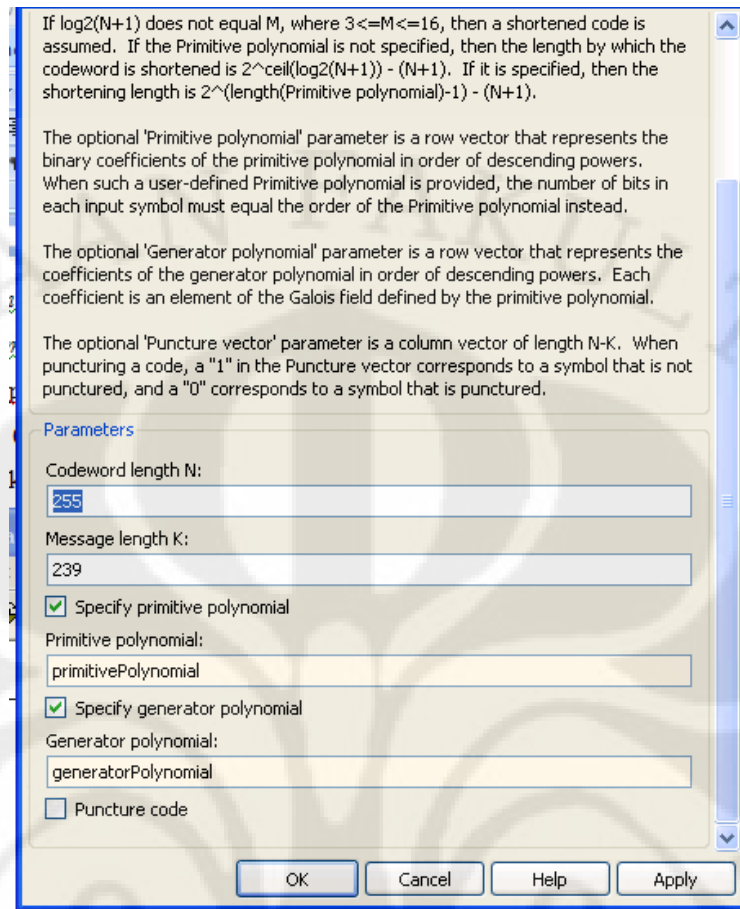 If log2(N+1) does not equal M, where 3<=M<=16, then a shortened code is
assumed.  If the Primitive polynomial is not specified, then the length by which the
codeword is shortened is 2^ceil(log2(N+1)) - (N+1).  If it is specified, then the
shortening length is 2^(length(Primitive polynomial)-1) - (N+1).
The optional 'Primitive polynomial' parameter is a row vector that represents the
binary coefficients of the primitive polynomial in order of descending powers.
When such a user-defined Primitive polynomial is provided, the number of bits in
each input symbol must equal the order of the Primitive polynomial instead.
The optional 'Generator polynomial' parameter is a row vector that represents the
coefficients of the generator polynomial in order of descending powers.  Each
coefficient is an element of the Galois field defined by the primitive polynomial.
The optional 'Puncture vector' parameter is a column vector of length N-K.  When
puncturing a code, a "1" in the Puncture vector corresponds to a symbol that is not
punctured, and a "0" corresponds to a symbol that is punctured.
Parameters
Codeword length N:
255
Message length K:
239
Specify primitive polynomial
Primitive polynomial:
primitivePolynomial
Specify generator polynomial
Generator polynomial:
generatorPolynomial
Puncture code
OK
Cancel
Help
Apply